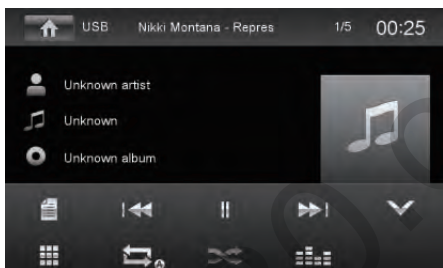 USB Nikki Montana - Repres 1/5 00:25
Unknown artist
Unknown
Unknown album